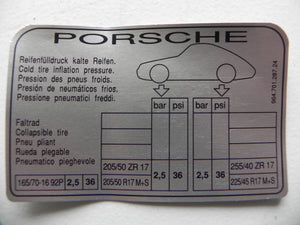 PORSCHE
Reifenfülldruck kalte Reifen.
Cold tire inflation pressure.
Pression des pneus froids.
Presión de neumáticos frios.
Pressione pneumatici freddi.
964.701.267.24
bar psi bar psi
Faltrad
Collapsible tire
Pneu pliant
Rueda plegable
Pneumatico pieghevole
205/50 ZR 17 255/40 ZR 17
165/70-16 92P 2,5 36 205/50 R17 M+S 2,5 36 2,5 36 225/45 R17 M+S